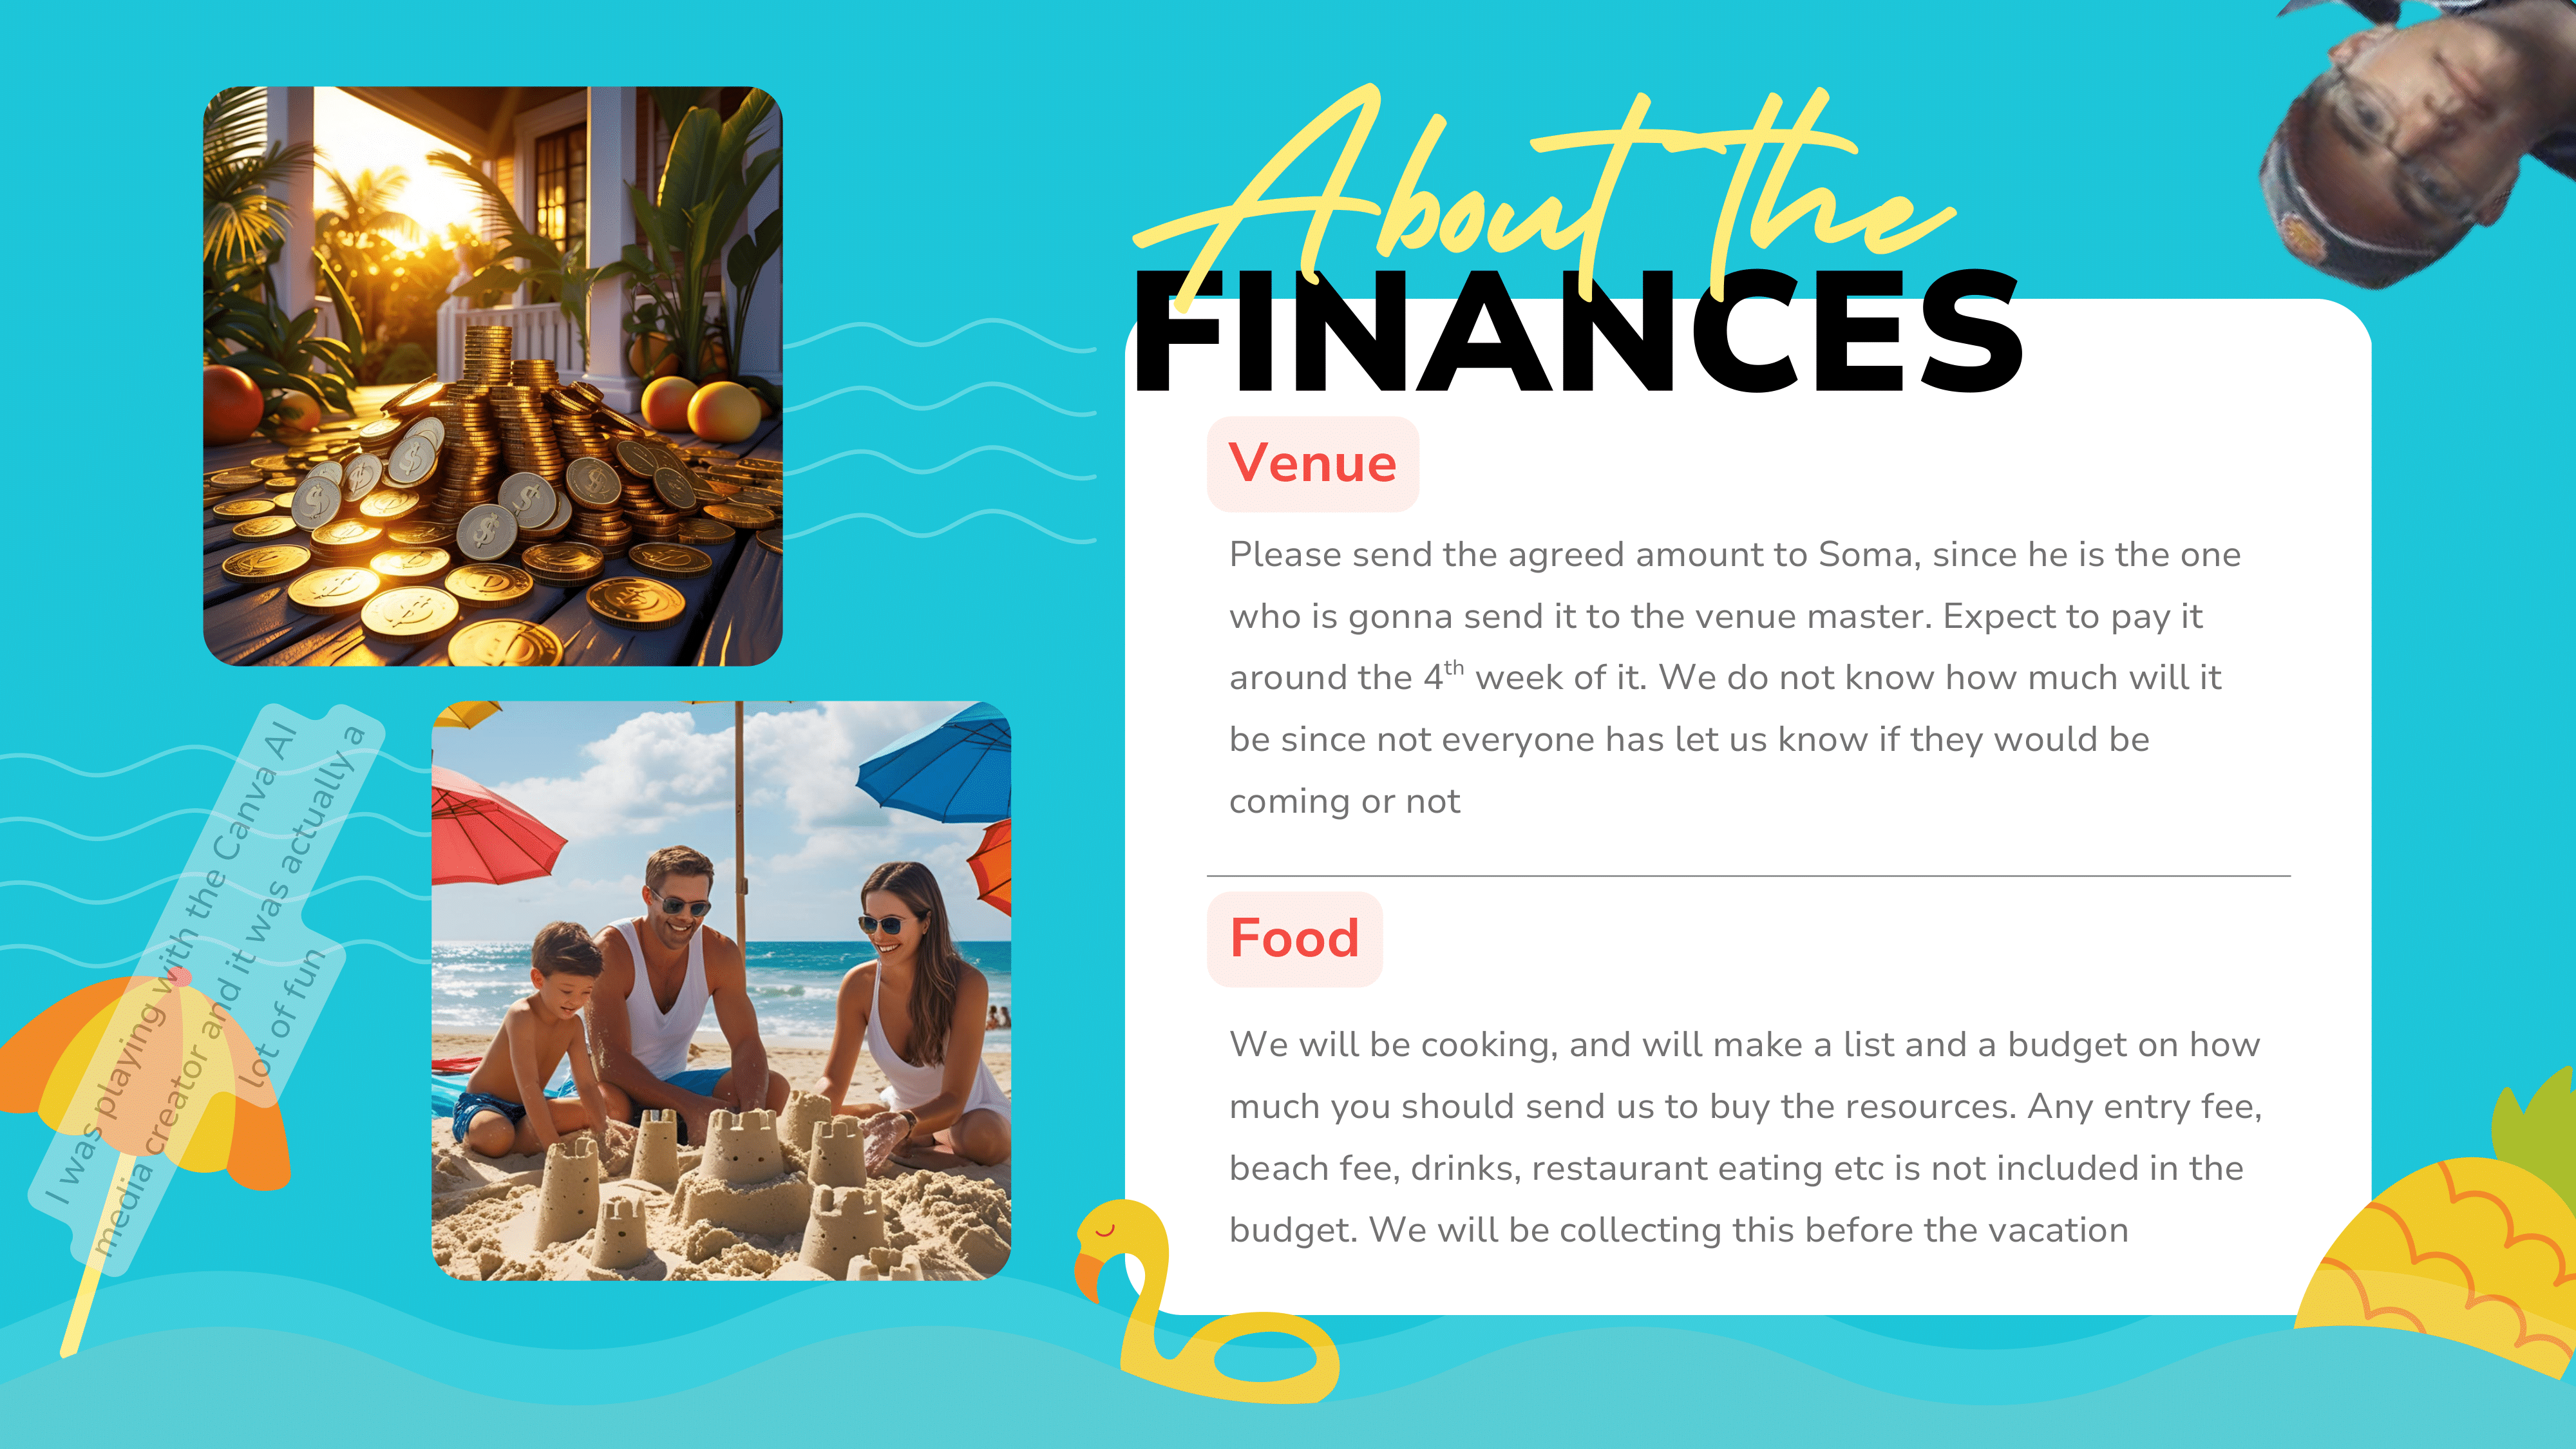 About the
FINANCES
Venue
Please send the agreed amount to Soma, since he is the one
who is gonna send it to the venue master. Expect to pay it
around the 4th week of it. We do not know how much will it
be since not everyone has let us know if they would be
coming or not
Food
We will be cooking, and will make a list and a budget on how
much you should send us to buy the resources. Any entry fee,
beach fee, drinks, restaurant eating etc is not included in the
budget. We will be collecting this before the vacation
I was playing with the Canva AI
media creator and it was actually a
lot of fun